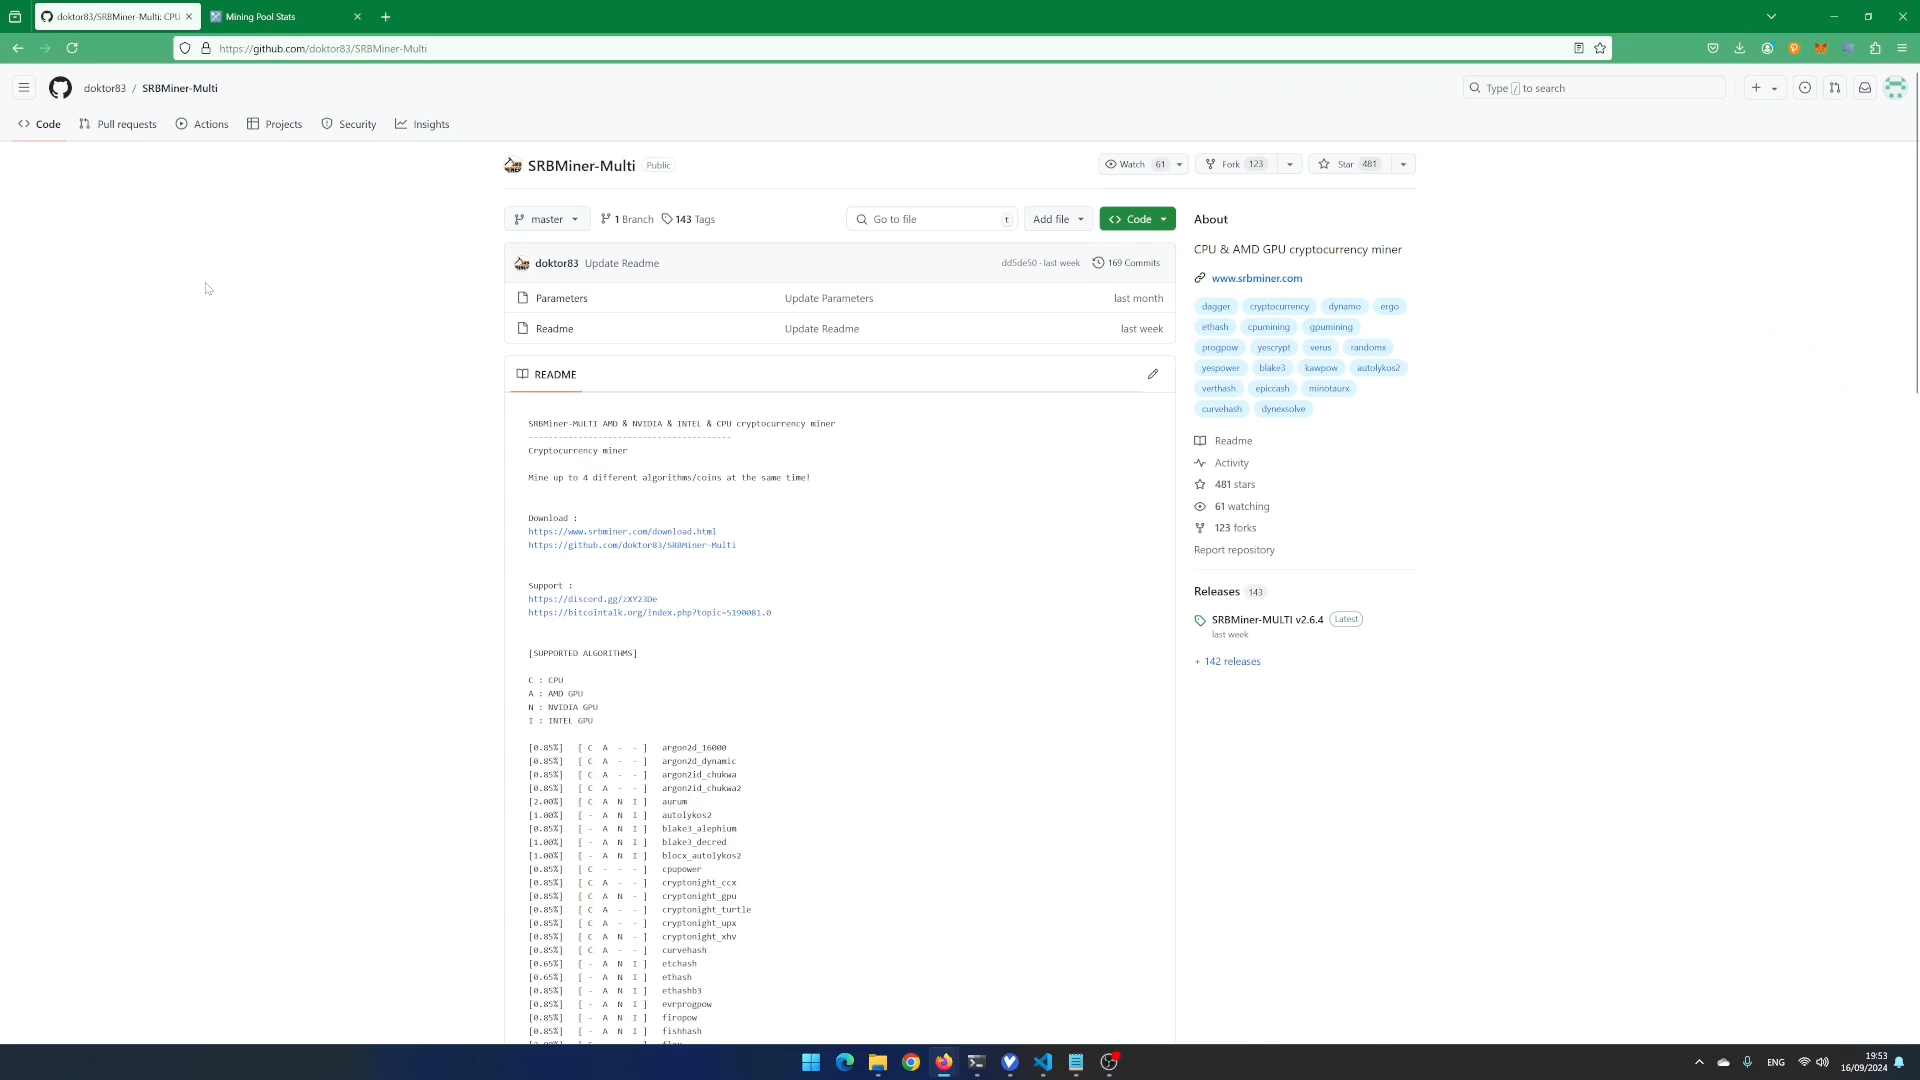 doktor83/SRBMiner-Multi: CPU
Mining Pool Stats
https://github.com/doktor83/SRBMiner-Multi
doktor83 / SRBMiner-Multi
Type / to search
Code
Pull requests
Actions
Projects
Security
Insights
SRBMiner-Multi
Public
Watch 61
Fork 123
Star 481
master
1 Branch
143 Tags
Go to file
t
Add file
Code
doktor83 Update Readme
dd5de50 · last week
169 Commits
Parameters
Update Parameters
last month
Readme
Update Readme
last week
README
SRBMiner-MULTI AMD & NVIDIA & INTEL & CPU cryptocurrency miner
-----------------------------------------
Cryptocurrency miner
Mine up to 4 different algorithms/coins at the same time!
Download :
https://www.srbminer.com/download.html
https://github.com/doktor83/SRBMiner-Multi
Support :
https://discord.gg/zXY23De
https://bitcointalk.org/index.php?topic=5190081.0
[SUPPORTED ALGORITHMS]
C : CPU
A : AMD GPU
N : NVIDIA GPU
I : INTEL GPU
[0.85%] [ C A - - ] argon2d_16000
[0.85%] [ C A - - ] argon2d_dynamic
[0.85%] [ C A - - ] argon2id_chukwa
[0.85%] [ C A - - ] argon2id_chukwa2
[2.00%] [ C A N I ] aurum
[1.00%] [ - A N I ] autolykos2
[0.85%] [ - A N I ] blake3_alephium
[1.00%] [ - A N I ] blake3_decred
[1.00%] [ - A N I ] blocx_autolykos2
[0.85%] [ C - - - ] cpupower
[0.85%] [ C A - - ] cryptonight_ccx
[0.85%] [ C A N - ] cryptonight_gpu
[0.85%] [ C A - - ] cryptonight_turtle
[0.85%] [ C A - - ] cryptonight_upx
[0.85%] [ C A N - ] cryptonight_xhv
[0.85%] [ C A - - ] curvehash
[0.65%] [ - A N I ] etchash
[0.65%] [ - A N I ] ethash
[0.85%] [ - A N I ] ethashb3
[0.85%] [ - A N I ] evrprogpow
[0.85%] [ - A N I ] firopow
[0.85%] [ - A N I ] fishhash
About
CPU & AMD GPU cryptocurrency miner
www.srbminer.com
dagger cryptocurrency dynamo ergo
ethash cpumining gpumining
progpow yescrypt verus randomx
yespower blake3 kawpow autolykos2
verthash epiccash minotaurx
curvehash dynexsolve
Readme
Activity
481 stars
61 watching
123 forks
Report repository
Releases 143
SRBMiner-MULTI v2.6.4 Latest
last week
+ 142 releases
ENG
19:53
16/09/2024